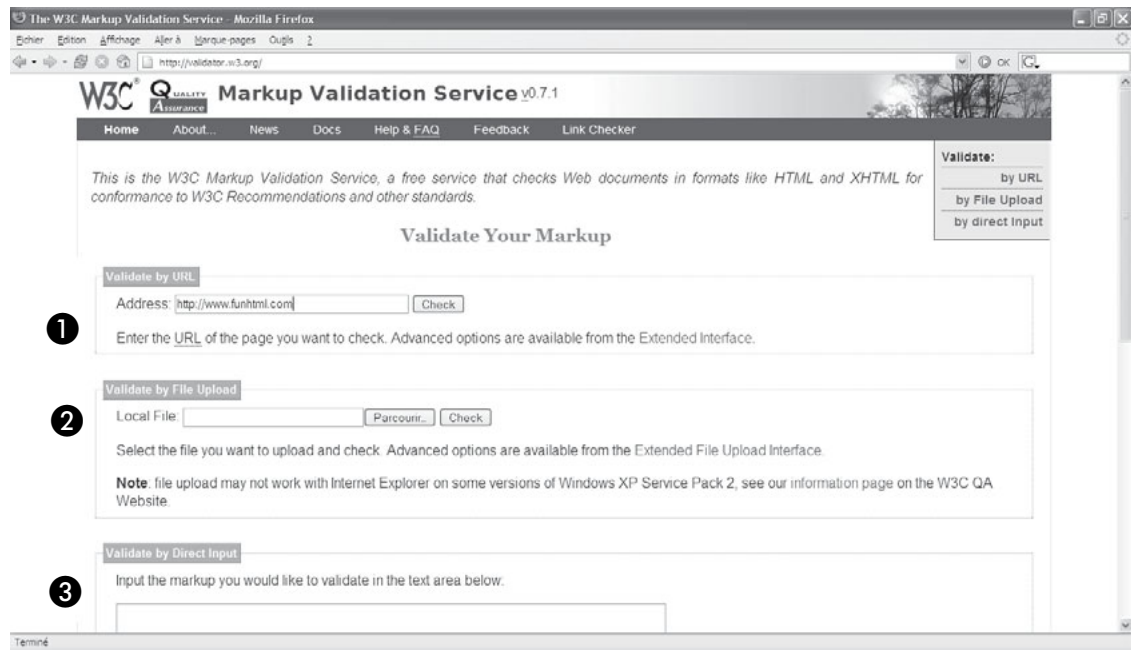 The W3C Markup Validation Service - Mozilla Firefox
Fichier Edition Affichage Aller à Marque-pages Outils ?
http://validator.w3.org/ OK
W3C® QUALITY Assurance Markup Validation Service v0.7.1
Home About... News Docs Help & FAQ Feedback Link Checker
Validate:
by URL
by File Upload
by direct Input
This is the W3C Markup Validation Service, a free service that checks Web documents in formats like HTML and XHTML for
conformance to W3C Recommendations and other standards.
Validate Your Markup
Validate by URL
Address: http://www.funhtml.com Check
1
Enter the URL of the page you want to check. Advanced options are available from the Extended Interface.
Validate by File Upload
2
Local File: Parcourir... Check
Select the file you want to upload and check. Advanced options are available from the Extended File Upload Interface.
Note: file upload may not work with Internet Explorer on some versions of Windows XP Service Pack 2, see our information page on the W3C QA
Website.
Validate by Direct Input
3
Input the markup you would like to validate in the text area below:
Terminé